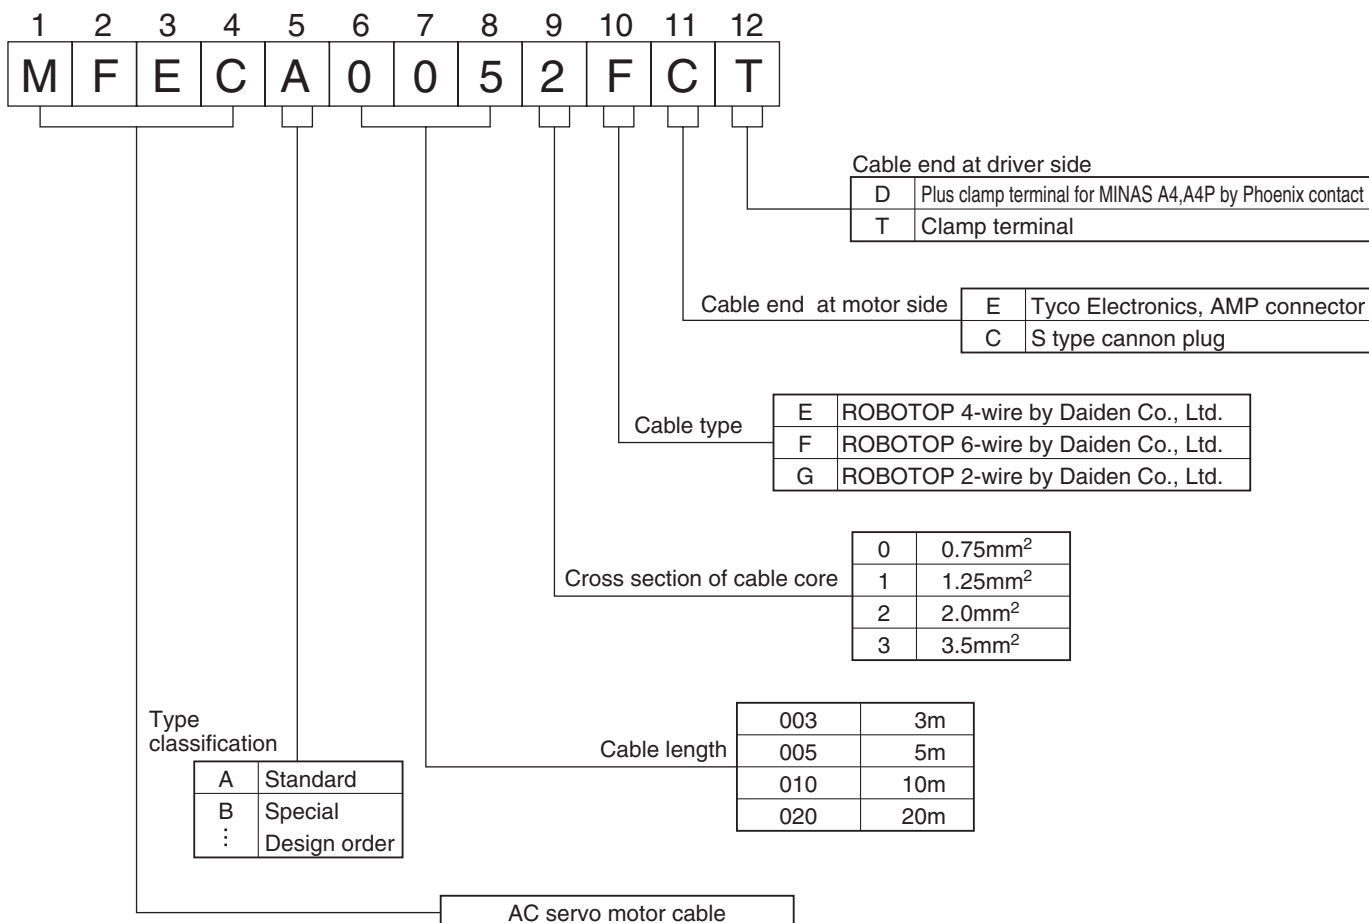 1 2 3 4 5 6 7 8 9 10 11 12
M F E C A 0 0 5 2 F C T
Cable end at driver side
D Plus clamp terminal for MINAS A4,A4P by Phoenix contact
T Clamp terminal
Cable end at motor side
E Tyco Electronics, AMP connector
C S type cannon plug
Cable type
E ROBOTOP 4-wire by Daiden Co., Ltd.
F ROBOTOP 6-wire by Daiden Co., Ltd.
G ROBOTOP 2-wire by Daiden Co., Ltd.
Cross section of cable core
0 0.75mm²
1 1.25mm²
2 2.0mm²
3 3.5mm²
Cable length
003 3m
005 5m
010 10m
020 20m
Type
classification
A Standard
B Special
⋮ Design order
AC servo motor cable